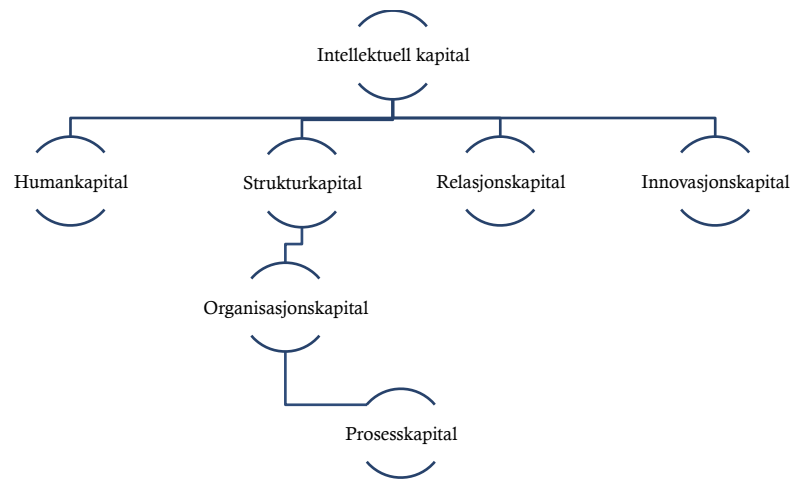 Intellektuell kapital
Humankapital
Strukturkapital
Relasjonskapital
Innovasjonskapital
Organisasjonskapital
Prosesskapital